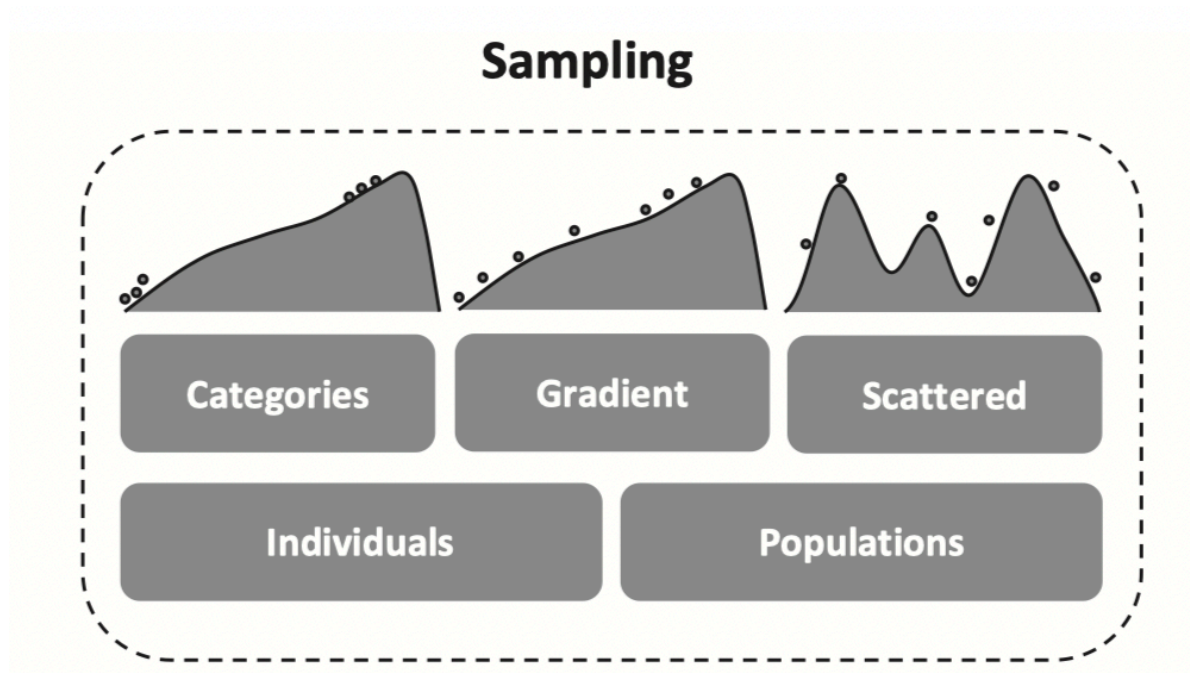 Sampling
Categories
Gradient
Scattered
Individuals
Populations